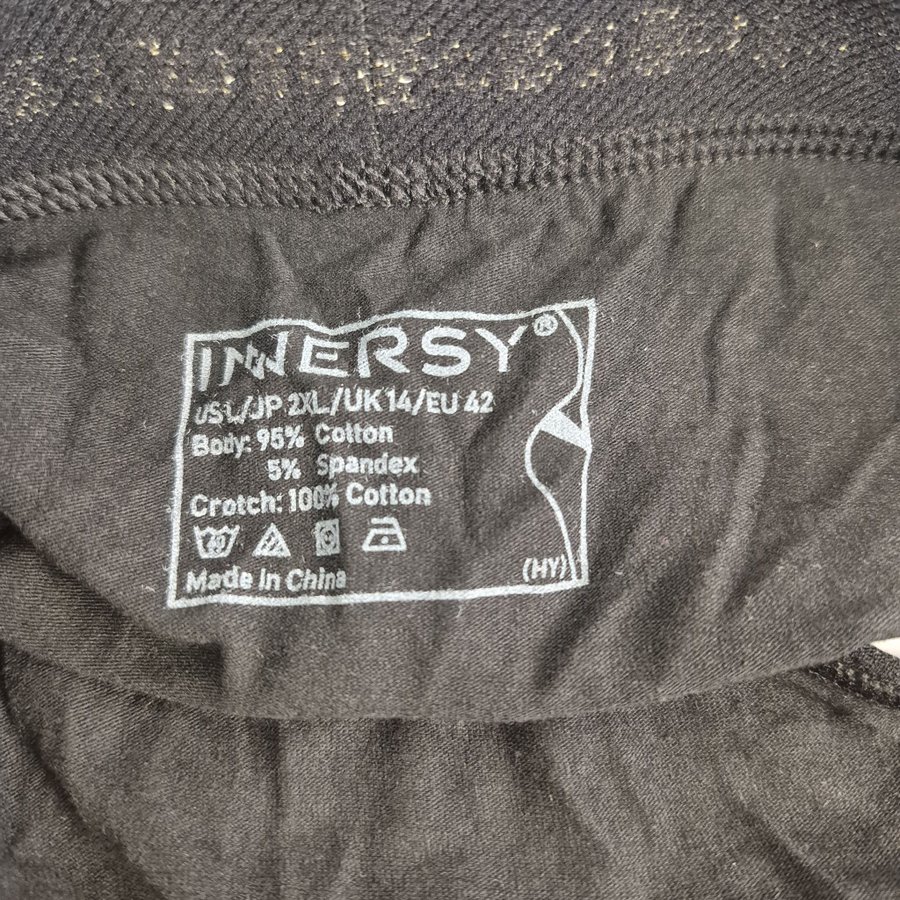 INNERSY®
US L/JP 2XL/UK 14/EU 42
Body: 95% Cotton
5% Spandex
Crotch: 100% Cotton
Made in China
(HY)